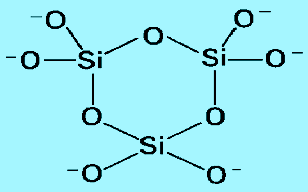 ⁻O O⁻
O
⁻O Si Si O⁻
O O
Si
⁻O O⁻